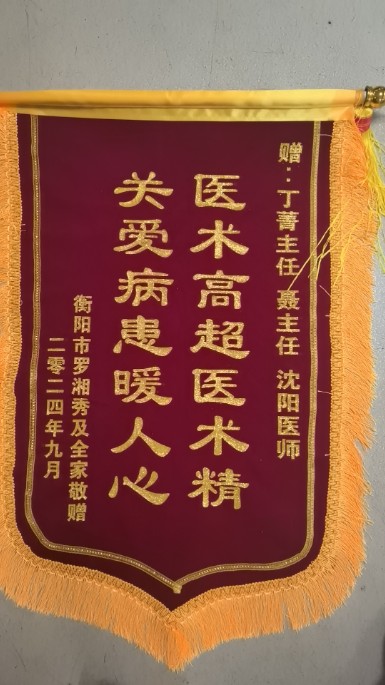 赠：丁菁主任 聂主任 沈阳医师
医术高超医术精
关爱病患暖人心
衡阳市罗湘秀及全家敬赠
二零二四年九月